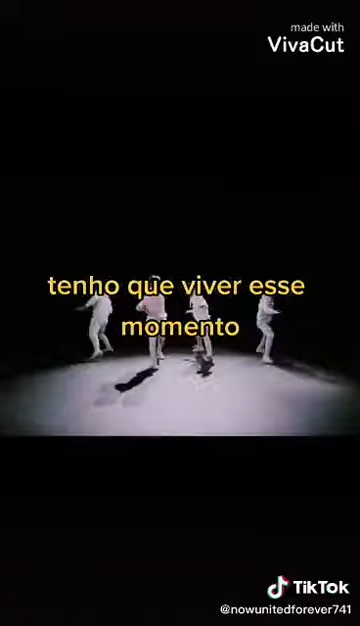 made with
VivaCut
tenho que viver esse
momento
TikTok
@nowunitedforever741